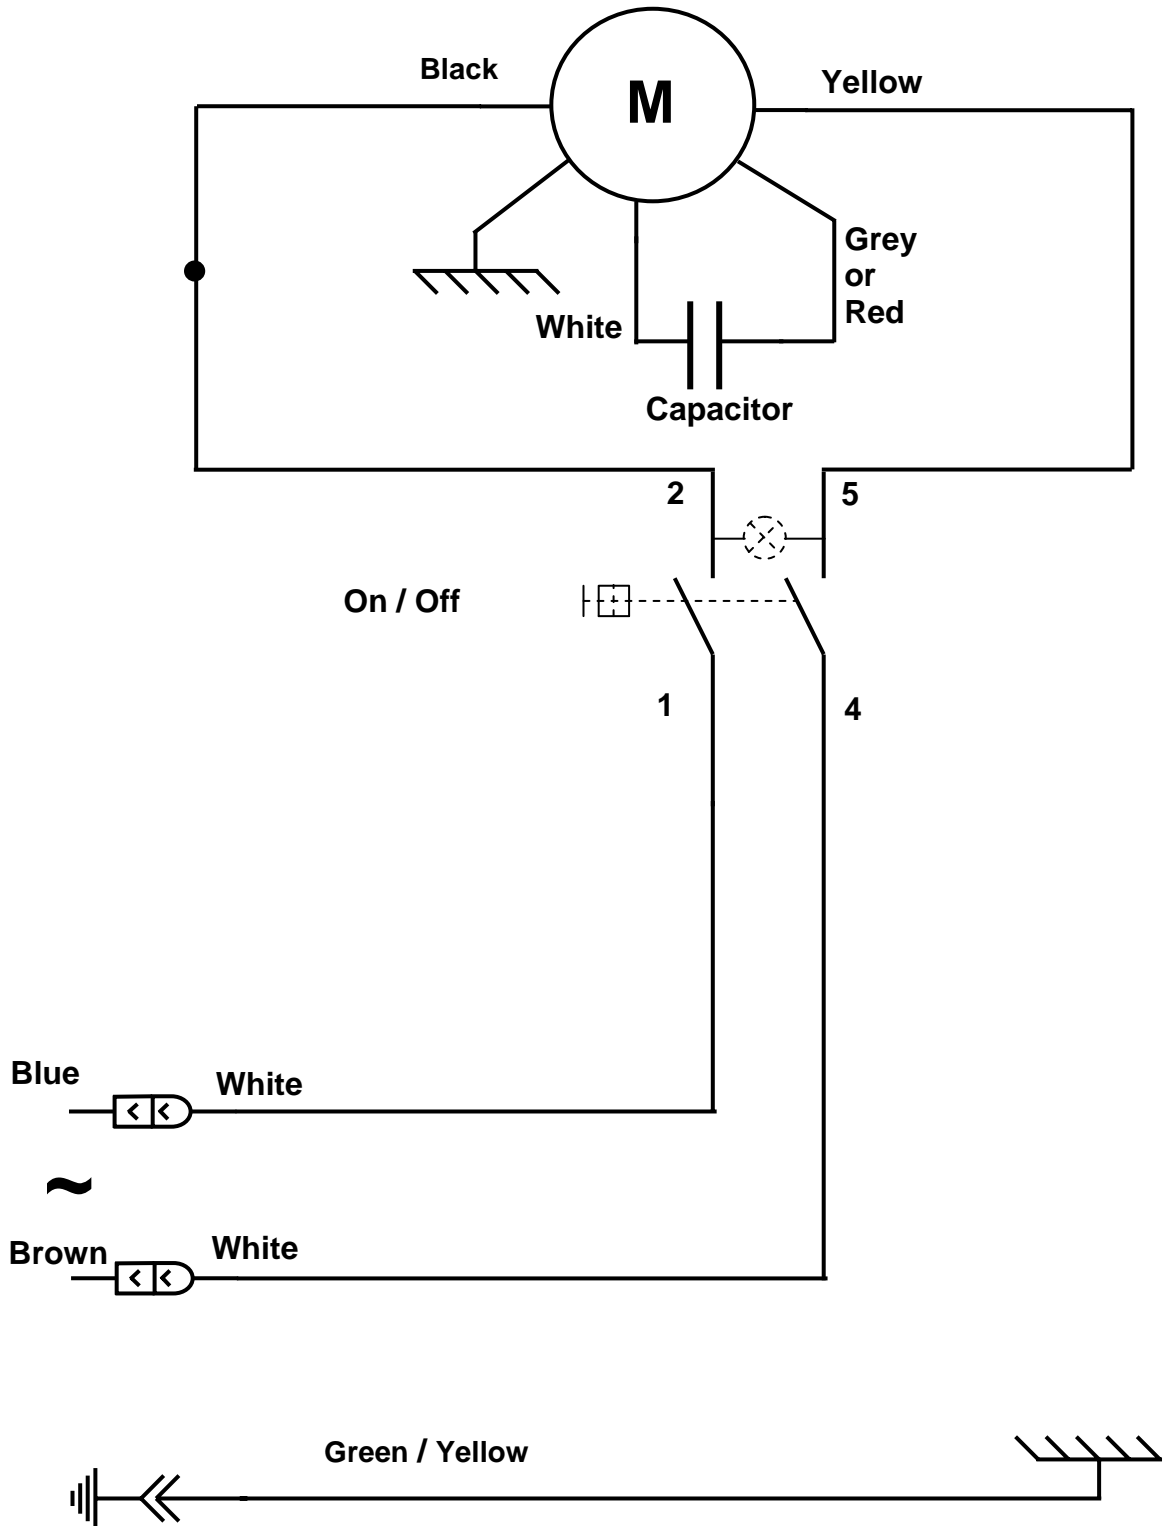 Black
M
Yellow
Grey
or
Red
White
Capacitor
2
5
On / Off
1
4
Blue
White
~
Brown
White
Green / Yellow